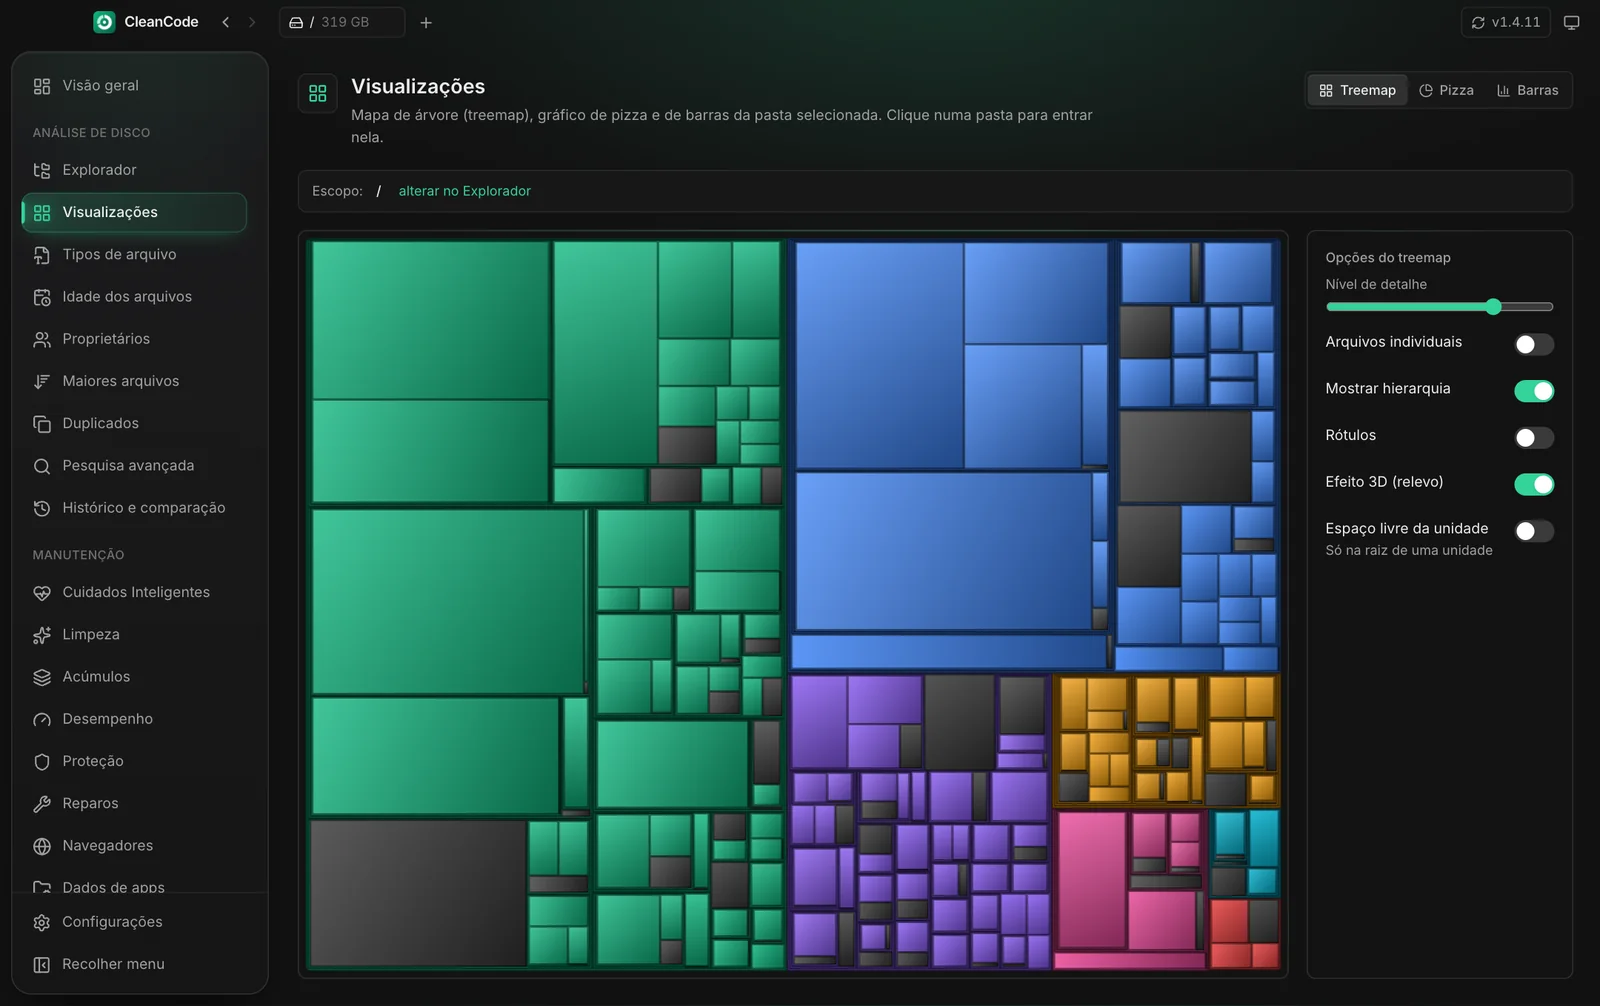 CleanCode
/ 319 GB
v1.4.11
Visão geral
ANÁLISE DE DISCO
Explorador
Visualizações
Tipos de arquivo
Idade dos arquivos
Proprietários
Maiores arquivos
Duplicados
Pesquisa avançada
Histórico e comparação
MANUTENÇÃO
Cuidados Inteligentes
Limpeza
Acúmulos
Desempenho
Proteção
Reparos
Navegadores
Dados de apps
Configurações
Recolher menu
Visualizações
Mapa de árvore (treemap), gráfico de pizza e de barras da pasta selecionada. Clique numa pasta para entrar
nela.
Treemap Pizza Barras
Escopo: / alterar no Explorador
Opções do treemap
Nível de detalhe
Arquivos individuais
Mostrar hierarquia
Rótulos
Efeito 3D (relevo)
Espaço livre da unidade
Só na raiz de uma unidade